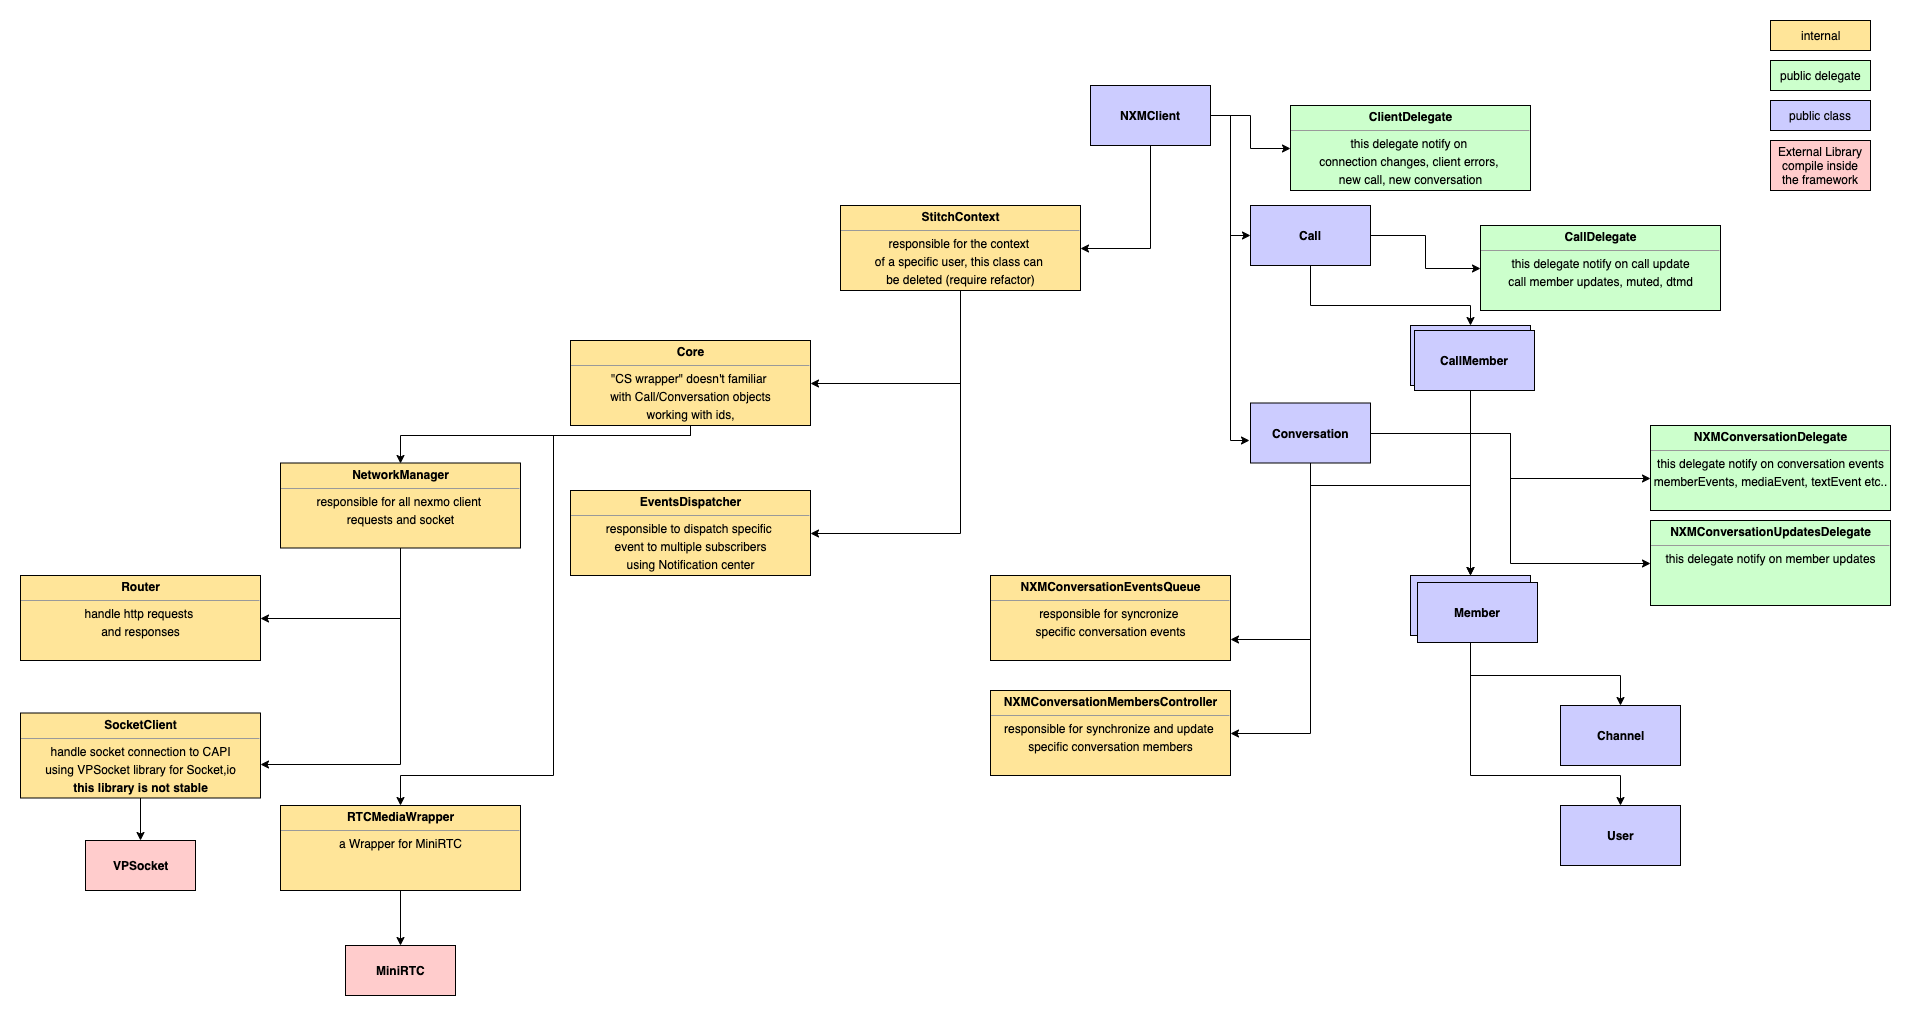 internal
public delegate
public class
External Library
compile inside
the framework
NXMClient
ClientDelegate
this delegate notify on
connection changes, client errors,
new call, new conversation
StitchContext
responsible for the context
of a specific user, this class can
be deleted (require refactor)
Call
CallDelegate
this delegate notify on call update
call member updates, muted, dtmd
CallMember
Core
"CS wrapper" doesn't familiar
with Call/Conversation objects
working with ids,
Conversation
NXMConversationDelegate
this delegate notify on conversation events
memberEvents, mediaEvent, textEvent etc..
NetworkManager
responsible for all nexmo client
requests and socket
EventsDispatcher
responsible to dispatch specific
event to multiple subscribers
using Notification center
NXMConversationUpdatesDelegate
this delegate notify on member updates
Router
handle http requests
and responses
NXMConversationEventsQueue
responsible for syncronize
specific conversation events
Member
SocketClient
handle socket connection to CAPI
using VPSocket library for Socket,io
this library is not stable
NXMConversationMembersController
responsible for synchronize and update
specific conversation members
Channel
RTCMediaWrapper
a Wrapper for MiniRTC
User
VPSocket
MiniRTC